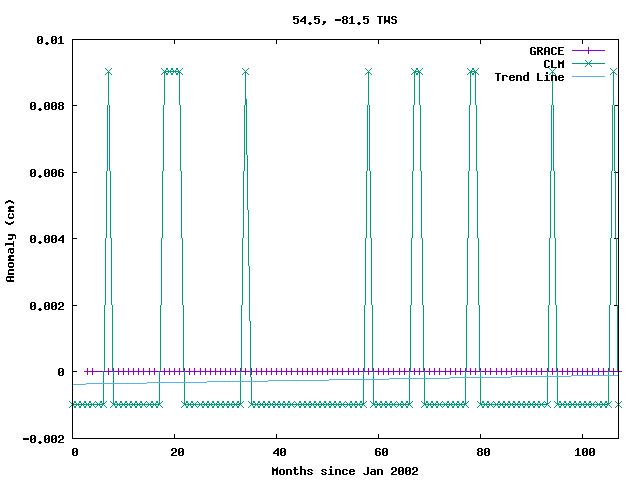 54.5, -81.5 TWS
0.01
0.008
0.006
0.004
0.002
0
-0.002
Anomaly (cm)
GRACE
CLM
Trend Line
0 20 40 60 80 100
Months since Jan 2002